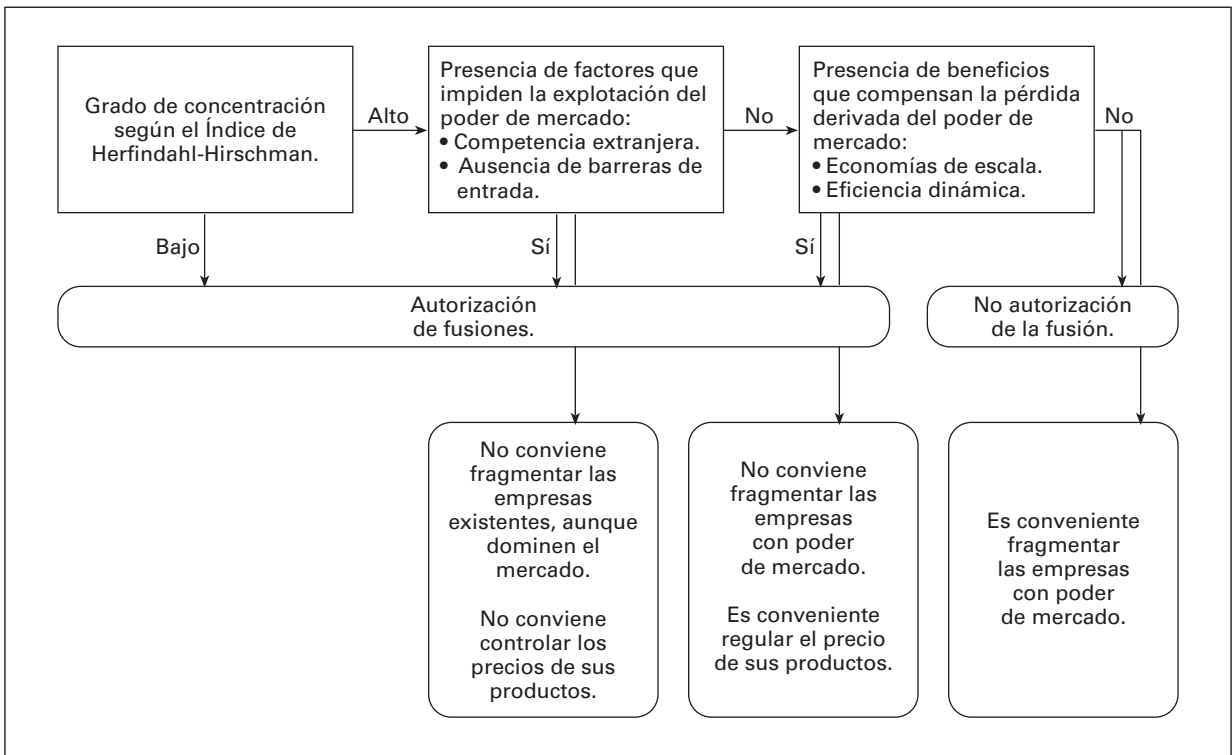 Grado de concentración
según el Índice de
Herfindahl-Hirschman.
Alto
Presencia de factores que
impiden la explotación del
poder de mercado:
• Competencia extranjera.
• Ausencia de barreras de
entrada.
No
Presencia de beneficios
que compensan la pérdida
derivada del poder de
mercado:
• Economías de escala.
• Eficiencia dinámica.
No
Bajo
Sí
Sí
Autorización
de fusiones.
No autorización
de la fusión.
No conviene
fragmentar las
empresas
existentes, aunque
dominen el
mercado.
No conviene
controlar los
precios de sus
productos.
No conviene
fragmentar las
empresas
con poder
de mercado.
Es conveniente
regular el precio
de sus productos.
Es conveniente
fragmentar
las empresas
con poder
de mercado.